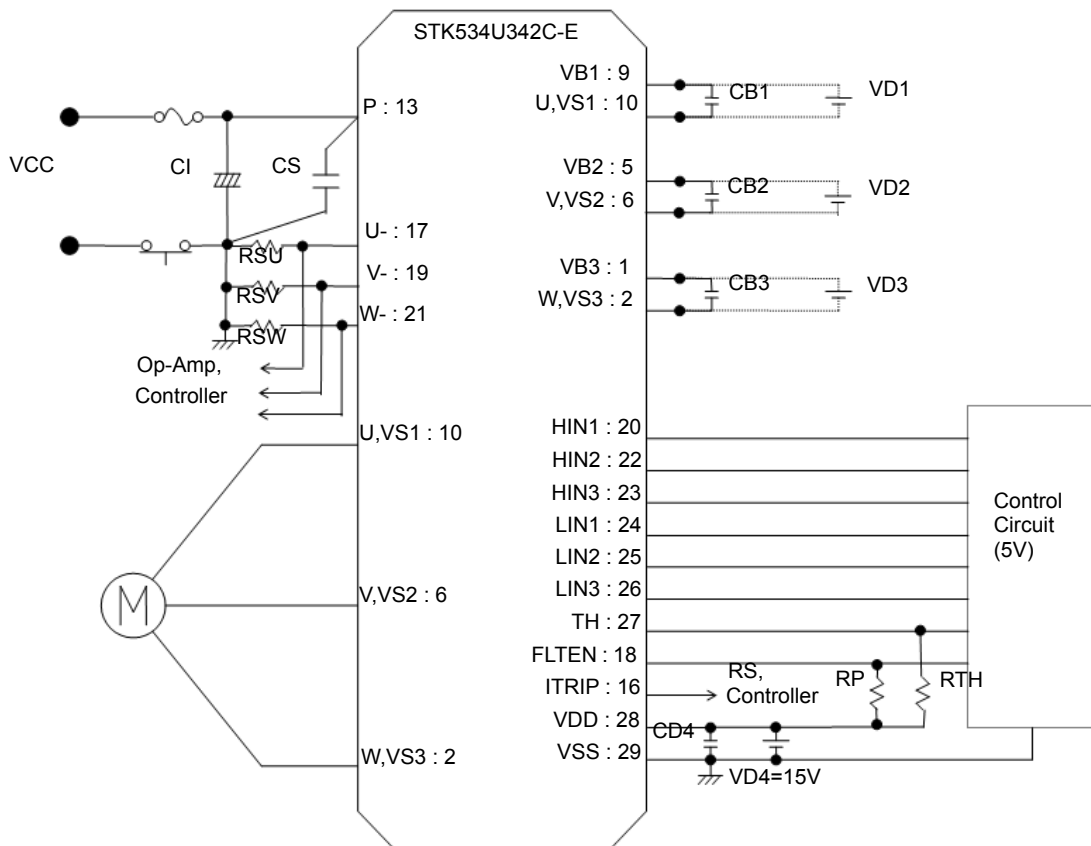 STK534U342C-E
VB1 : 9
CB1
VD1
U,VS1 : 10
P : 13
VCC
CI
CS
VB2 : 5
CB2
VD2
V,VS2 : 6
U- : 17
RSU
V- : 19
RSV
W- : 21
RSW
VB3 : 1
CB3
VD3
W,VS3 : 2
Op-Amp,
Controller
U,VS1 : 10
HIN1 : 20
HIN2 : 22
HIN3 : 23
LIN1 : 24
LIN2 : 25
LIN3 : 26
TH : 27
FLTEN : 18
ITRIP : 16
VDD : 28
VSS : 29
Control
Circuit
(5V)
M
V,VS2 : 6
RS,
Controller
RP
RTH
CD4
VD4=15V
W,VS3 : 2